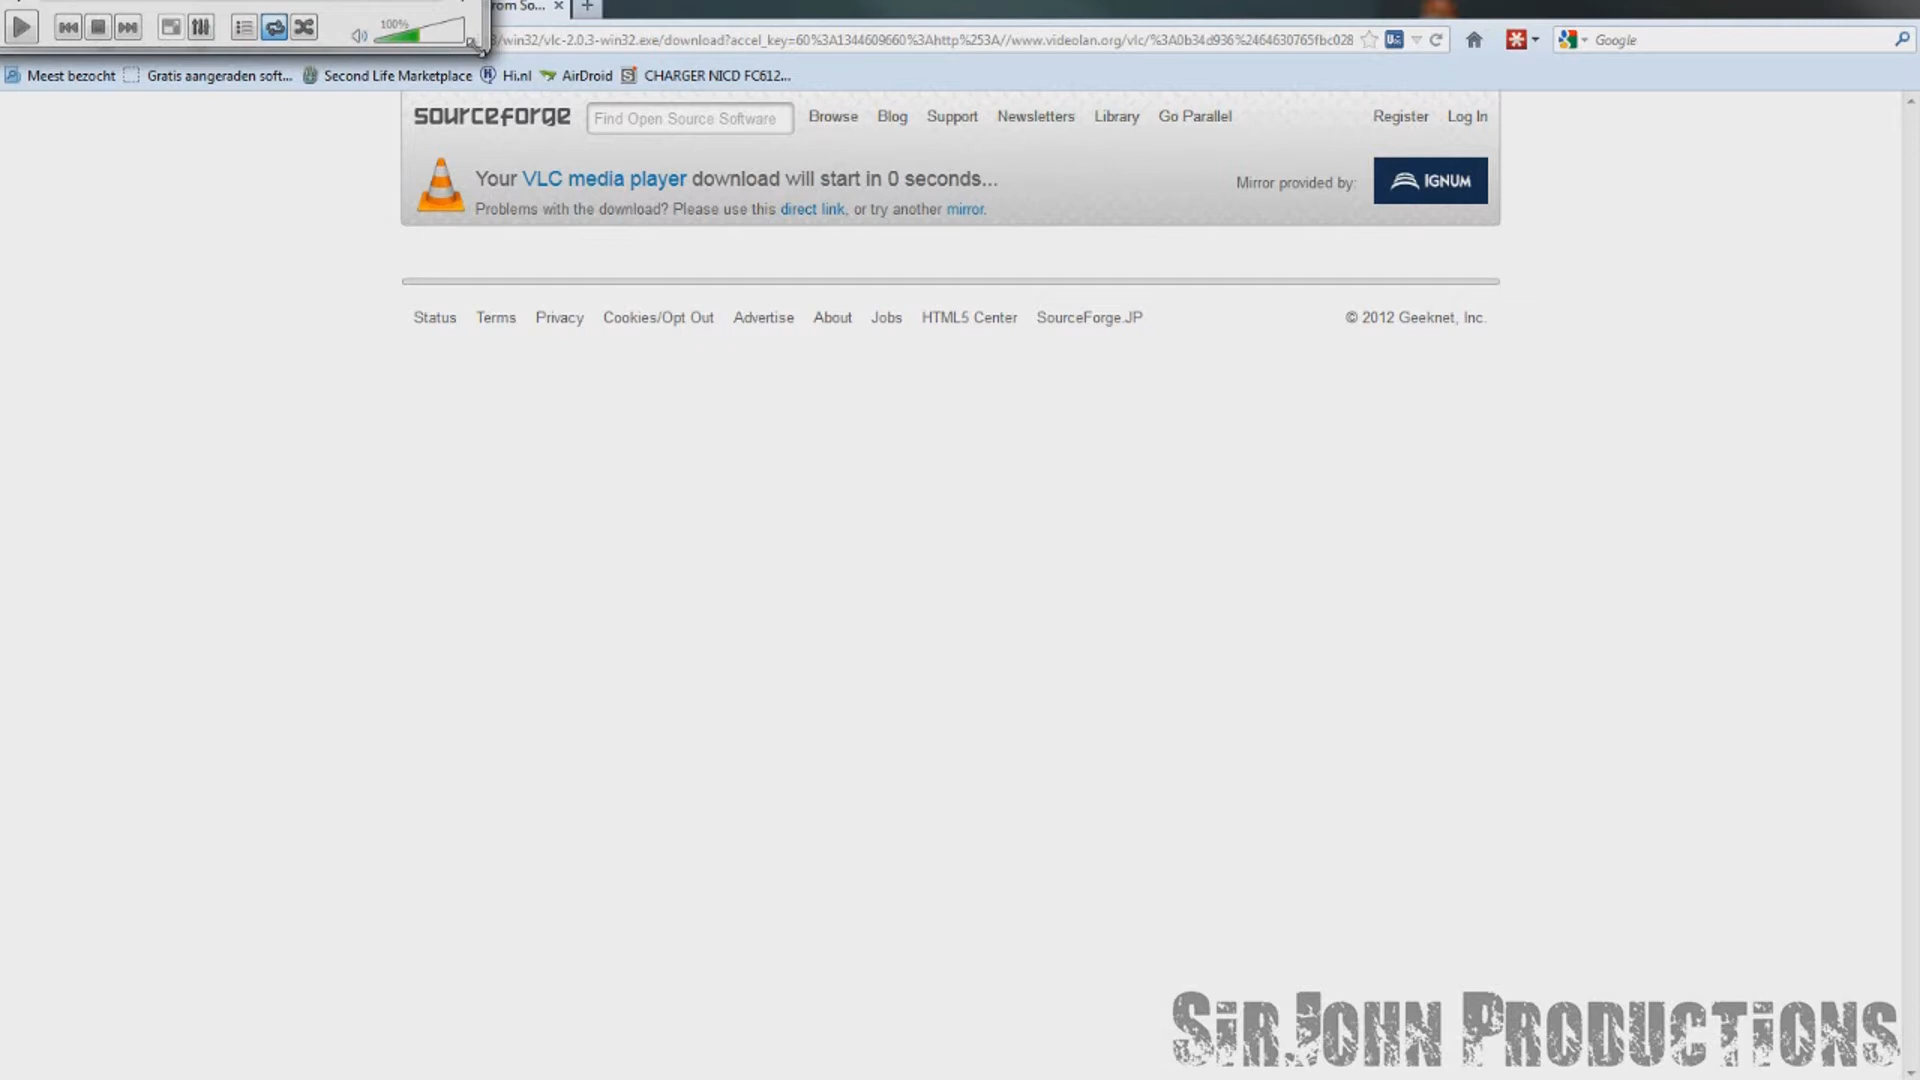 100%
rom So...
3/win32/vlc-2.0.3-win32.exe/download?accel_key=60%3A1344609660%3Ahttp%253A//www.videolan.org/vlc/%3A0b34d936%2464630765fbc028
Google
Meest bezocht Gratis aangeraden soft... Second Life Marketplace Hi.nl AirDroid CHARGER NICD FC612...
sourceforge Find Open Source Software Browse Blog Support Newsletters Library Go Parallel Register Log In
Your VLC media player download will start in 0 seconds...
Mirror provided by: IGNUM
Problems with the download? Please use this direct link, or try another mirror.
Status Terms Privacy Cookies/Opt Out Advertise About Jobs HTML5 Center SourceForge.JP © 2012 Geeknet, Inc.
SirJohn Productions